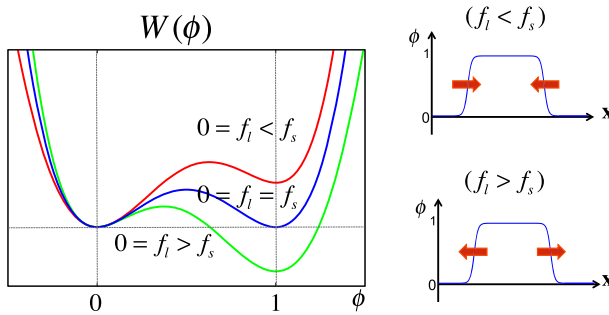 W(ϕ)
0 = f_l < f_s
0 = f_l = f_s
0 = f_l > f_s
0
1
ϕ
(f_l < f_s)
ϕ
1
0
x
(f_l > f_s)
ϕ
1
0
x